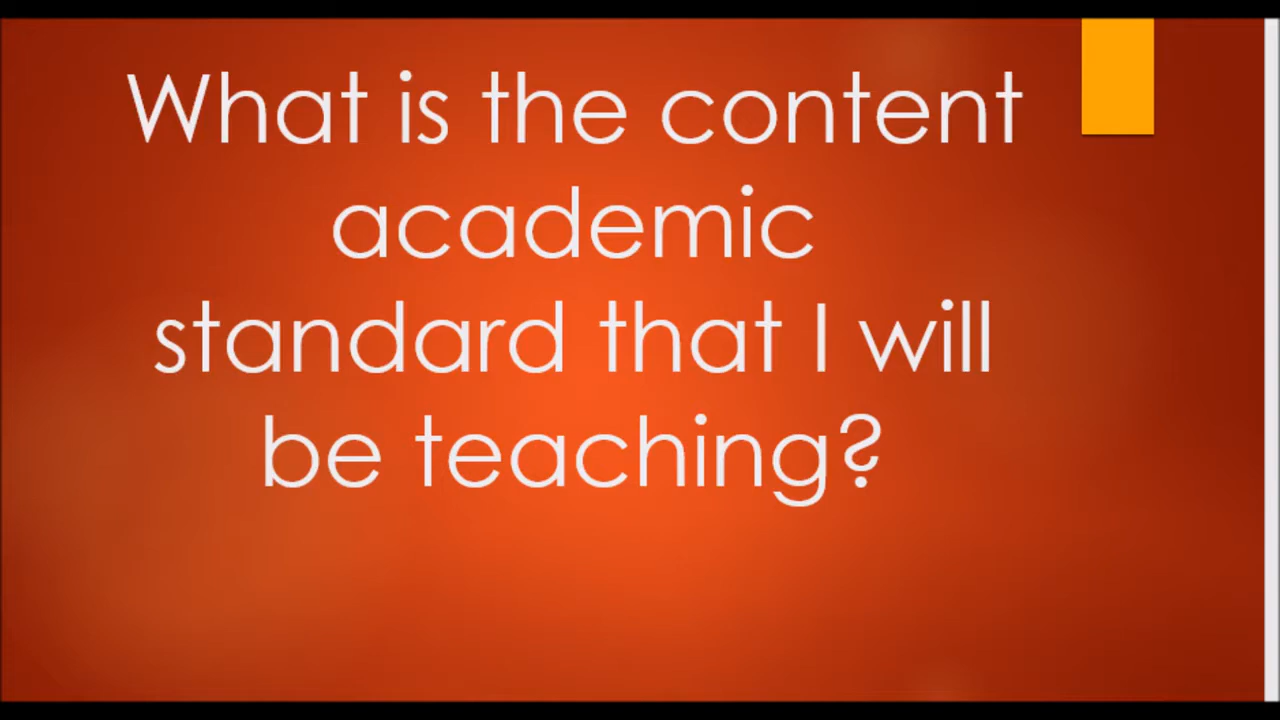 What is the content
academic
standard that I will
be teaching?